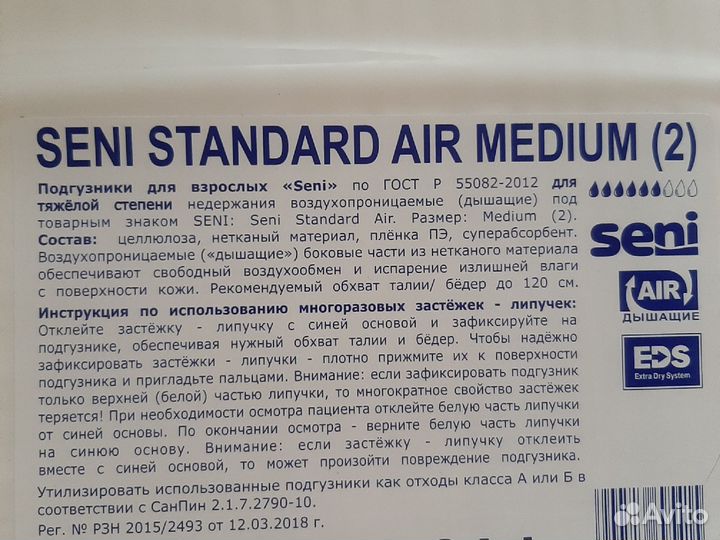 SENI STANDARD AIR MEDIUM (2)
Подгузники для взрослых «Seni» по ГОСТ Р 55082-2012 для
тяжёлой степени недержания воздухопроницаемые (дышащие) под
товарным знаком SENI: Seni Standard Air. Размер: Medium (2).
Состав: целлюлоза, нетканый материал, плёнка ПЭ, суперабсорбент.
Воздухопроницаемые («дышащие») боковые части из нетканого материала
обеспечивают свободный воздухообмен и испарение излишней влаги
с поверхности кожи. Рекомендуемый обхват талии/ бёдер до 120 см.
Инструкция по использованию многоразовых застёжек - липучек:
Отклейте застёжку - липучку с синей основой и зафиксируйте на
подгузнике, обеспечивая нужный обхват талии и бёдер. Чтобы надёжно
зафиксировать застёжки - липучки - плотно прижмите их к поверхности
подгузника и пригладьте пальцами. Внимание: если зафиксировать подгузник
только верхней (белой) частью липучки, то многократное свойство застёжек
теряется! При необходимости осмотра пациента отклейте белую часть липучки
от синей основы. По окончании осмотра - верните белую часть липучки
на синюю основу. Внимание: если застёжку - липучку отклеить
вместе с синей основой, то может произойти повреждение подгузника.
Утилизировать использованные подгузники как отходы класса А или Б в
соответствии с СанПин 2.1.7.2790-10.
Рег. № РЗН 2015/2493 от 12.03.2018 г.
seni
AIR
ДЫШАЩИЕ
EDS
Extra Dry System
Avito